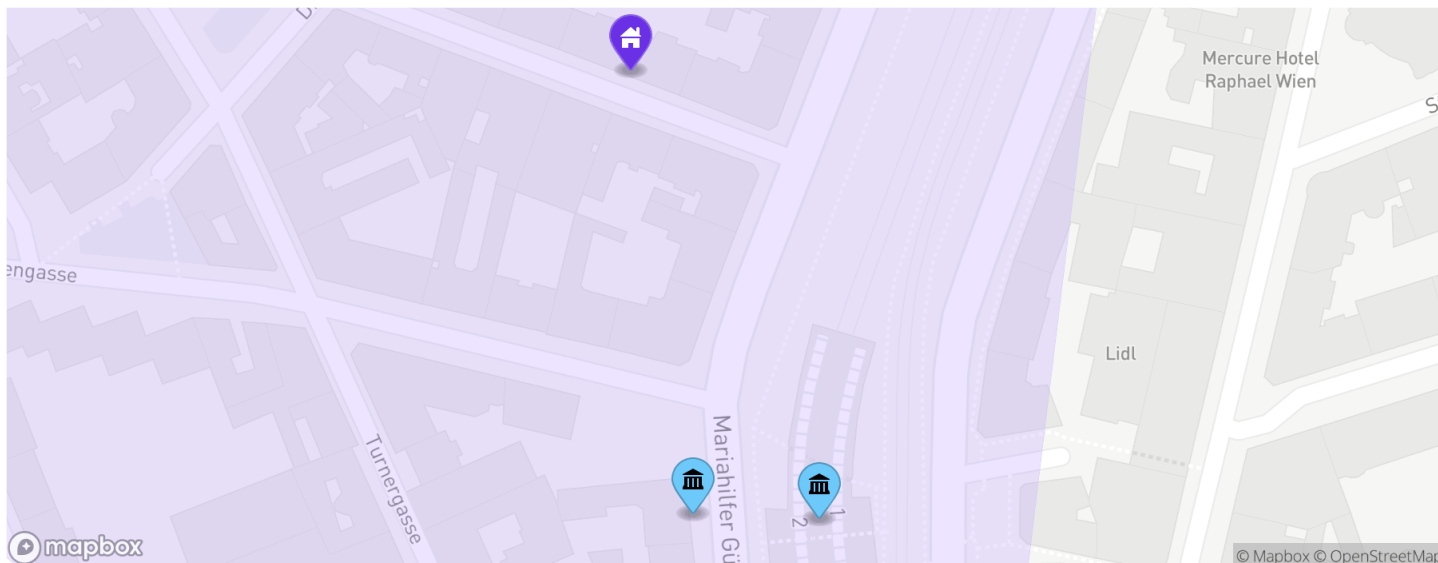 D
Mercure Hotel
Raphael Wien
S
engasse
Lidl
Turnergasse
Mariahilfer Gü
1
2
mapbox
© Mapbox © OpenStreetMap